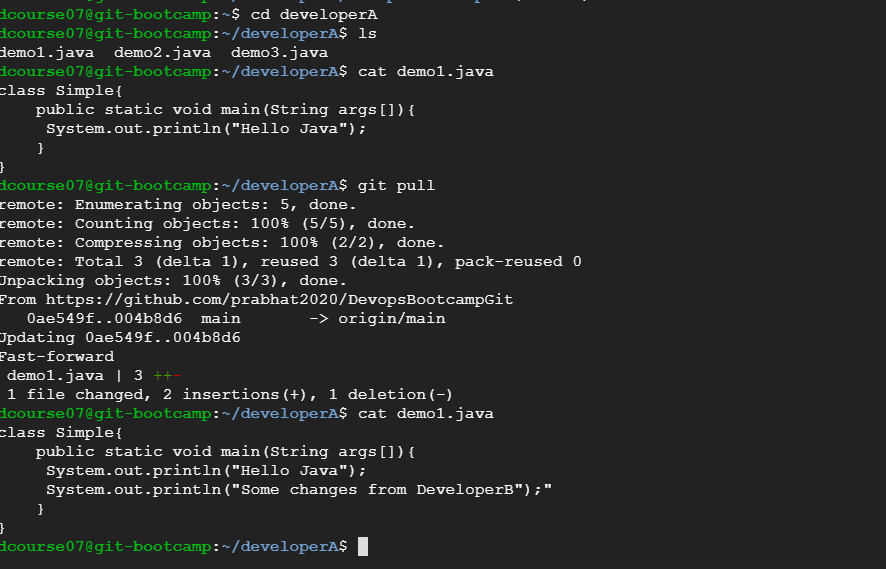 dcourse07@git-bootcamp:~$ cd developerA
dcourse07@git-bootcamp:~/developerA$ ls
demo1.java  demo2.java  demo3.java
dcourse07@git-bootcamp:~/developerA$ cat demo1.java
class Simple{
    public static void main(String args[]){
     System.out.println("Hello Java");
    }
}
dcourse07@git-bootcamp:~/developerA$ git pull
remote: Enumerating objects: 5, done.
remote: Counting objects: 100% (5/5), done.
remote: Compressing objects: 100% (2/2), done.
remote: Total 3 (delta 1), reused 3 (delta 1), pack-reused 0
Unpacking objects: 100% (3/3), done.
From https://github.com/prabhat2020/DevopsBootcampGit
   0ae549f..004b8d6  main       -> origin/main
Updating 0ae549f..004b8d6
Fast-forward
 demo1.java | 3 ++-
 1 file changed, 2 insertions(+), 1 deletion(-)
dcourse07@git-bootcamp:~/developerA$ cat demo1.java
class Simple{
    public static void main(String args[]){
     System.out.println("Hello Java");
     System.out.println("Some changes from DeveloperB");"
    }
}
dcourse07@git-bootcamp:~/developerA$